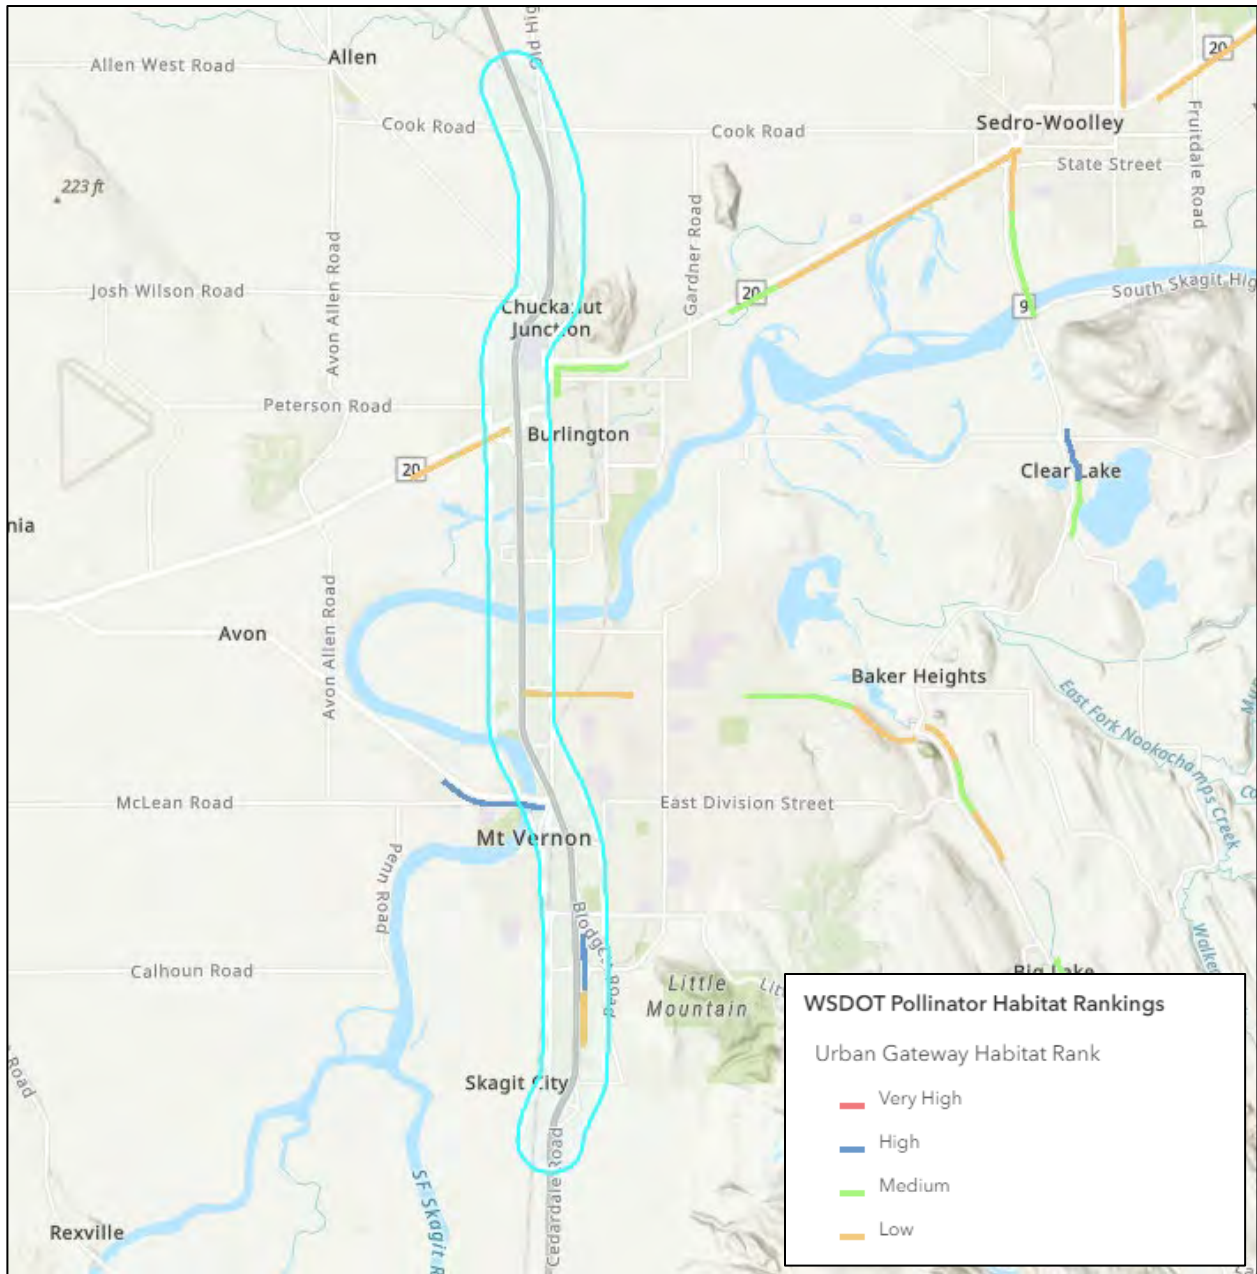 Old Hig
20
Allen
Allen West Road
Cook Road
Cook Road
Sedro-Woolley
Fruitdale Road
State Street
223 ft
Gardner Road
Avon Allen Road
Josh Wilson Road
20
South Skagit Hig
9
Chuckanut
Junction
Peterson Road
Burlington
20
Clear Lake
nia
Avon Allen Road
Avon
Baker Heights
East Fork Nookachamps Creek
McLean Road
East Division Street
Mt Vernon
Penn Road
Blodgett Road
Walker
Calhoun Road
Little
Mountain
Big Lake
Skagit City
Road
Cedardale Road
SF Skagit R
Rexville
WSDOT Pollinator Habitat Rankings
Urban Gateway Habitat Rank
Very High
High
Medium
Low